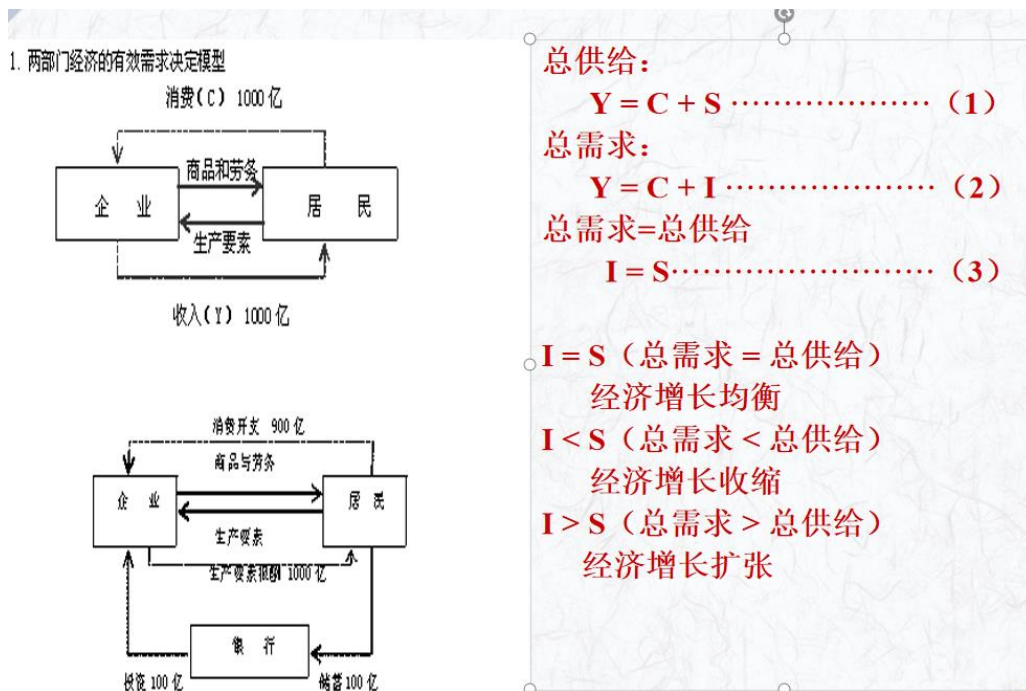 1. 两部门经济的有效需求决定模型
消费(C) 1000亿
商品和劳务
企 业
居 民
生产要素
收入(Y) 1000亿
消费开支 900亿
商品与劳务
企 业
居 民
生产要素
生产要素报酬 1000亿
银 行
投资 100亿
储蓄 100亿
总供给：
Y = C + S ………………… （1）
总需求：
Y = C + I ………………… （2）
总需求=总供给
I = S……………………… （3）
I = S（总需求 = 总供给）
经济增长均衡
I < S（总需求 < 总供给）
经济增长收缩
I > S（总需求 > 总供给）
经济增长扩张